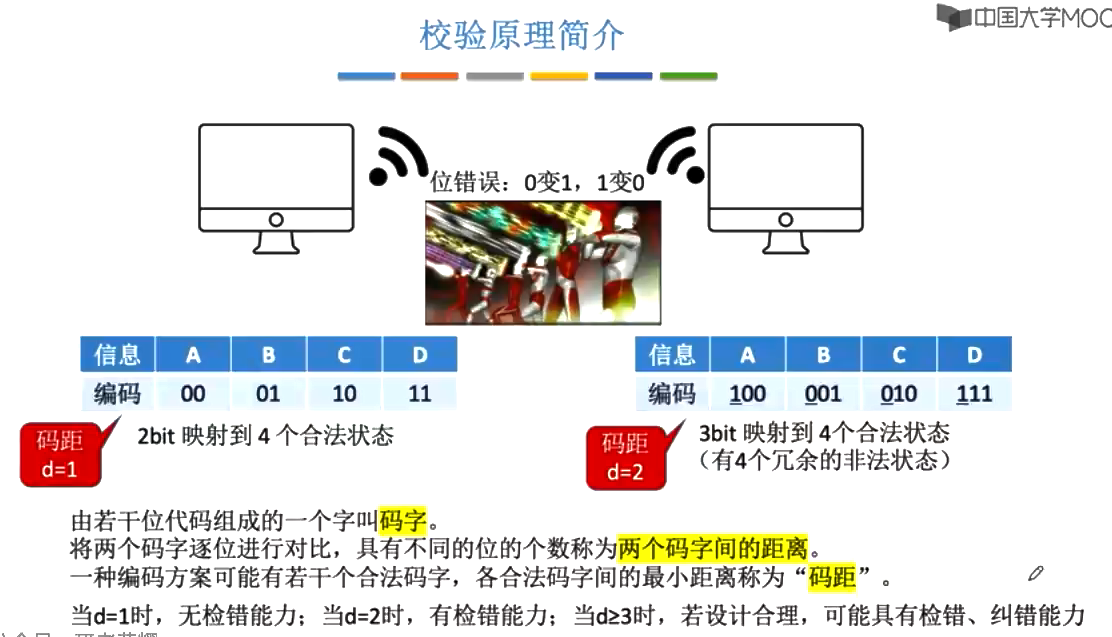 中国大学MOO
校验原理简介
位错误：0变1，1变0
信息 A B C D
编码 00 01 10 11
码距
d=1
2bit 映射到 4 个合法状态
信息 A B C D
编码 100 001 010 111
码距
d=2
3bit 映射到 4个合法状态
（有4个冗余的非法状态）
由若干位代码组成的一个字叫码字。
将两个码字逐位进行对比，具有不同的位的个数称为两个码字间的距离。
一种编码方案可能有若干个合法码字，各合法码字间的最小距离称为“码距”。
当d=1时，无检错能力；当d=2时，有检错能力；当d≥3时，若设计合理，可能具有检错、纠错能力